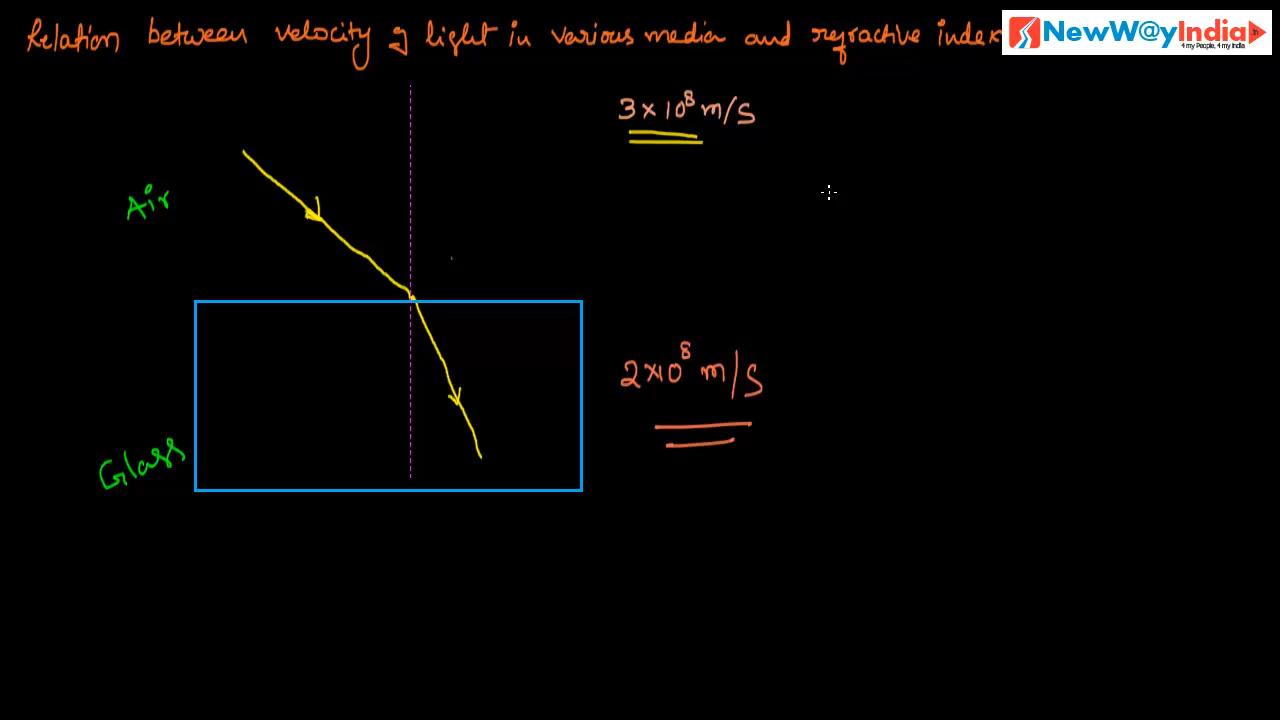 Relation between velocity of light in various media and refractive index
NewW@yIndia.in
4 my People, 4 my India
3×10⁸ m/s
Air
2×10⁸ m/s
Glass